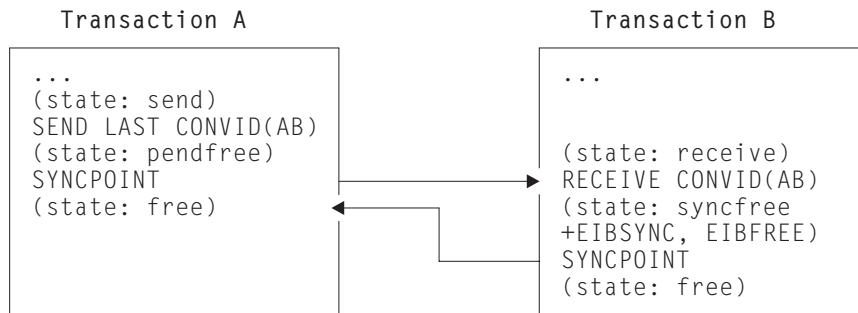 Transaction A
...
(state: send)
SEND LAST CONVID(AB)
(state: pendfree)
SYNCPOINT
(state: free)
Transaction B
...
(state: receive)
RECEIVE CONVID(AB)
(state: syncfree
+EIBSYNC, EIBFREE)
SYNCPOINT
(state: free)